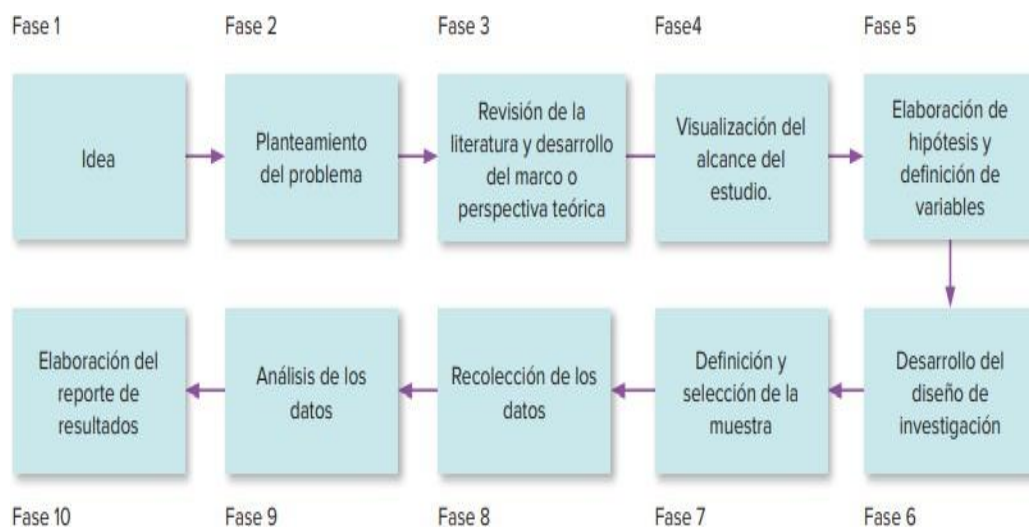 Fase 1
Fase 2
Fase 3
Fase4
Fase 5
Idea
Planteamiento
del problema
Revisión de la
literatura y desarrollo
del marco o
perspectiva teórica
Visualización del
alcance del
estudio.
Elaboración de
hipótesis y
definición de
variables
Desarrollo del
diseño de
investigación
Definición y
selección de la
muestra
Recolección de los
datos
Análisis de los
datos
Elaboración del
reporte de
resultados
Fase 10
Fase 9
Fase 8
Fase 7
Fase 6